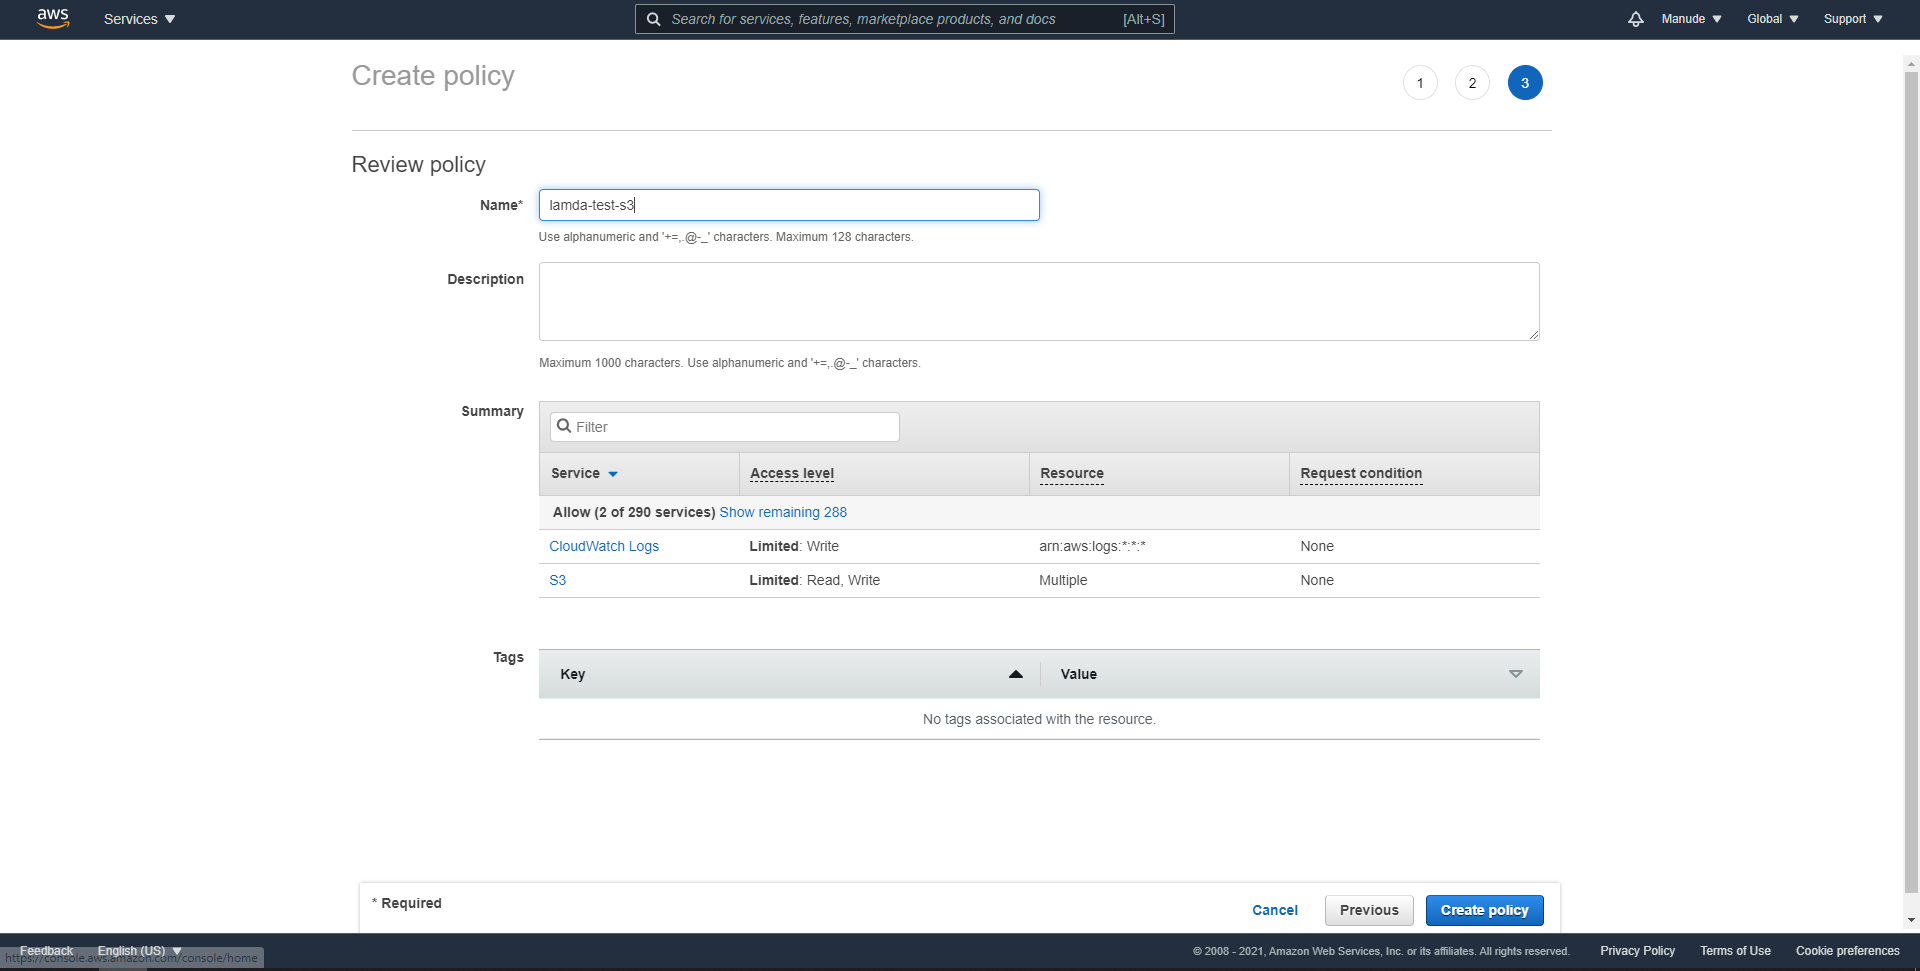 aws Services Search for services, features, marketplace products, and docs [Alt+S] Manude Global Support
Create policy 1 2 3
Review policy
Name* lamda-test-s3
Use alphanumeric and '+=,.@-_' characters. Maximum 128 characters.
Description
Maximum 1000 characters. Use alphanumeric and '+=,.@-_' characters.
Summary Filter
Service Access level Resource Request condition
Allow (2 of 290 services) Show remaining 288
CloudWatch Logs Limited: Write arn:aws:logs:*:*:* None
S3 Limited: Read, Write Multiple None
Tags Key Value
No tags associated with the resource.
* Required Cancel Previous Create policy
Feedback English (US) © 2008 - 2021, Amazon Web Services, Inc. or its affiliates. All rights reserved. Privacy Policy Terms of Use Cookie preferences
https://console.aws.amazon.com/console/home